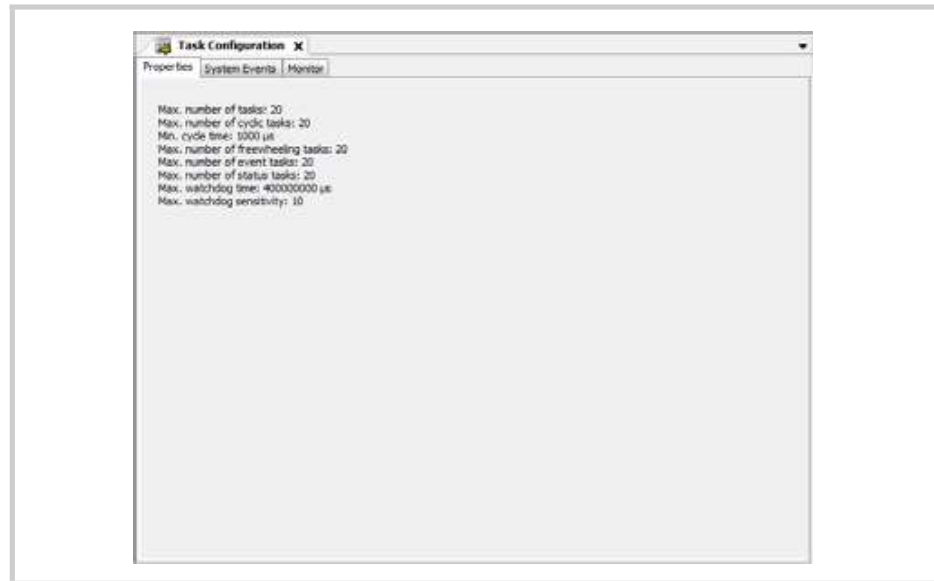 Task Configuration X
Properties System Events Monitor
Max. number of tasks: 20
Max. number of cyclic tasks: 20
Min. cycle time: 1000 µs
Max. number of freewheeling tasks: 20
Max. number of event tasks: 20
Max. number of status tasks: 20
Max. watchdog time: 400000000 µs
Max. watchdog sensitivity: 10